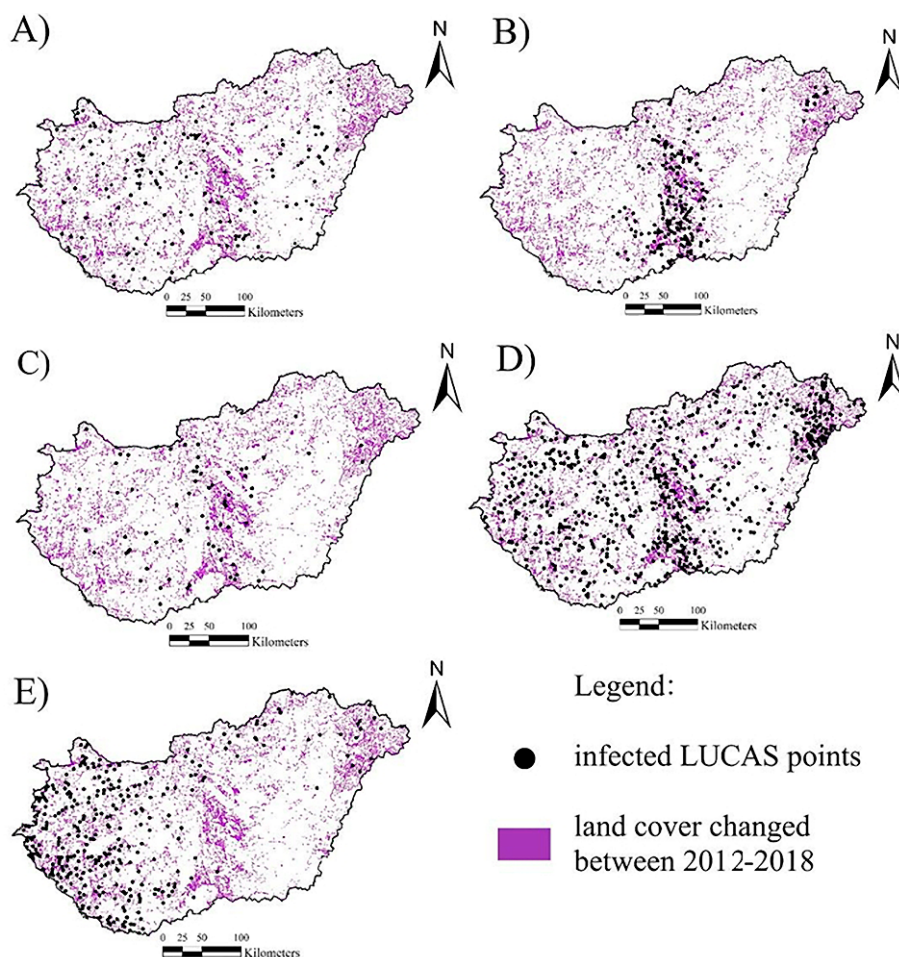 A)
N
0 25 50 100
Kilometers
B)
N
0 25 50 100
Kilometers
C)
N
0 25 50 100
Kilometers
D)
N
0 25 50 100
Kilometers
E)
N
0 25 50 100
Kilometers
Legend:
infected LUCAS points
land cover changed
between 2012-2018